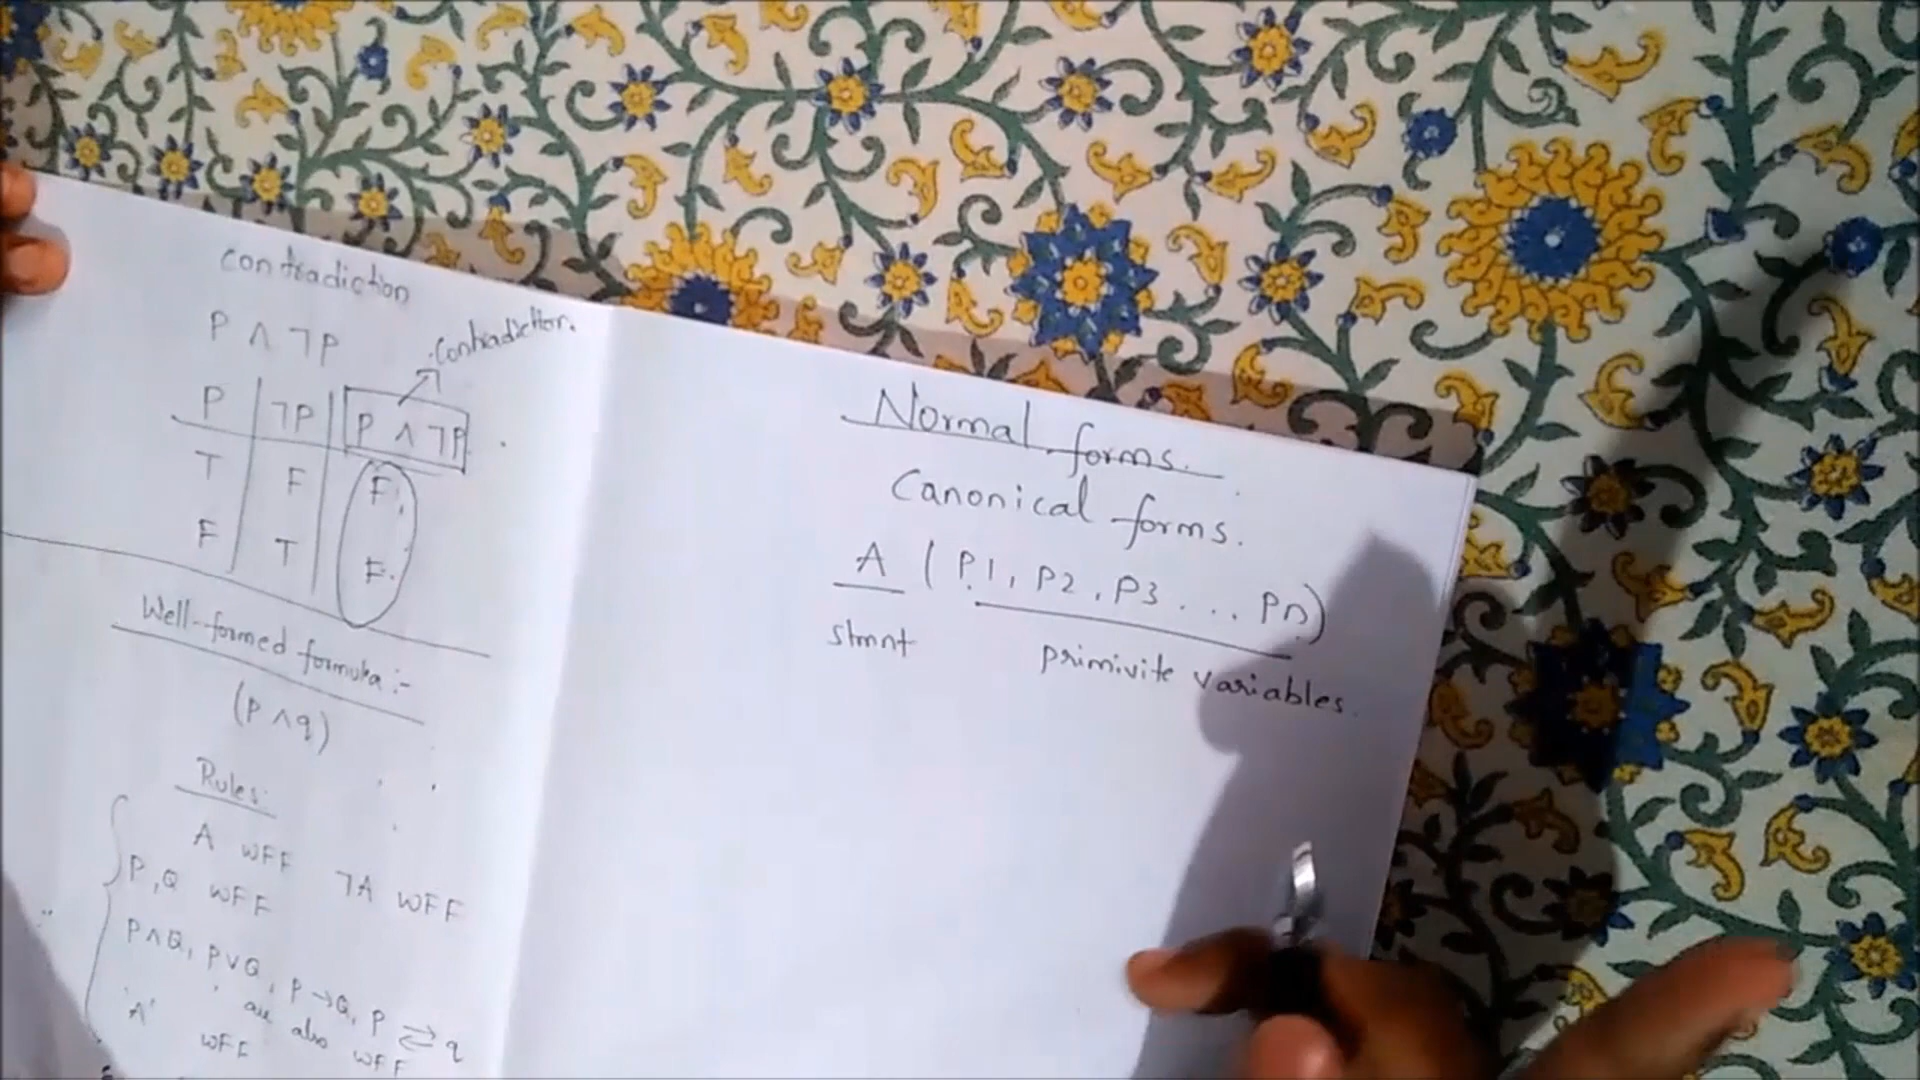 contradiction
P ∧ ¬P
contradiction.
P | ¬P | P ∧ ¬P
T | F | F
F | T | F
Well-formed formula :-
(P ∧ q)
Rules:
A WFF ¬A WFF
P, Q WFF
P∧Q, P∨Q, P→Q, P ⇄ q
are also WFF
'A' WFF
Normal forms.
Canonical forms.
A (P1, P2, P3 ... Pn)
stmnt primivite variables.